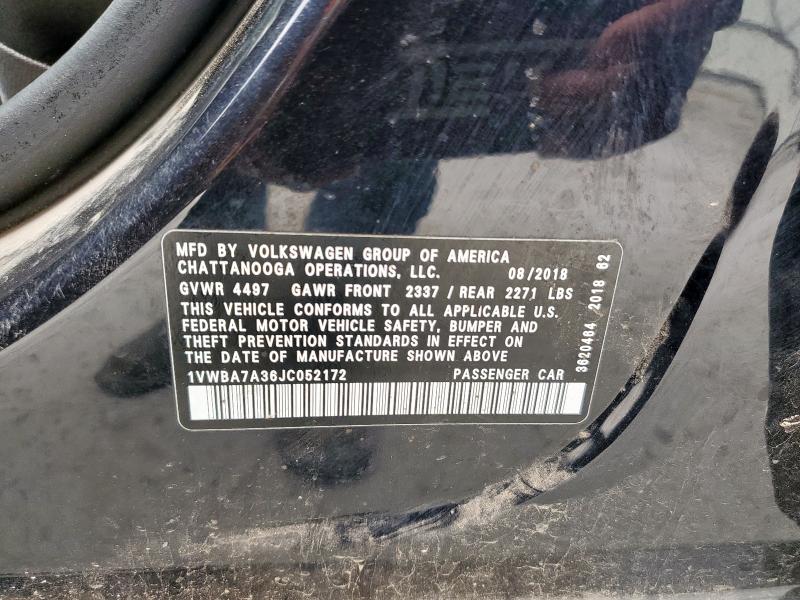 MFD BY VOLKSWAGEN GROUP OF AMERICA
CHATTANOOGA OPERATIONS, LLC. 08/2018
GVWR 4497 GAWR FRONT 2337 / REAR 2271 LBS
THIS VEHICLE CONFORMS TO ALL APPLICABLE U.S.
FEDERAL MOTOR VEHICLE SAFETY, BUMPER AND
THEFT PREVENTION STANDARDS IN EFFECT ON
THE DATE OF MANUFACTURE SHOWN ABOVE
1VWBA7A36JC052172 PASSENGER CAR
3620464 2018 62